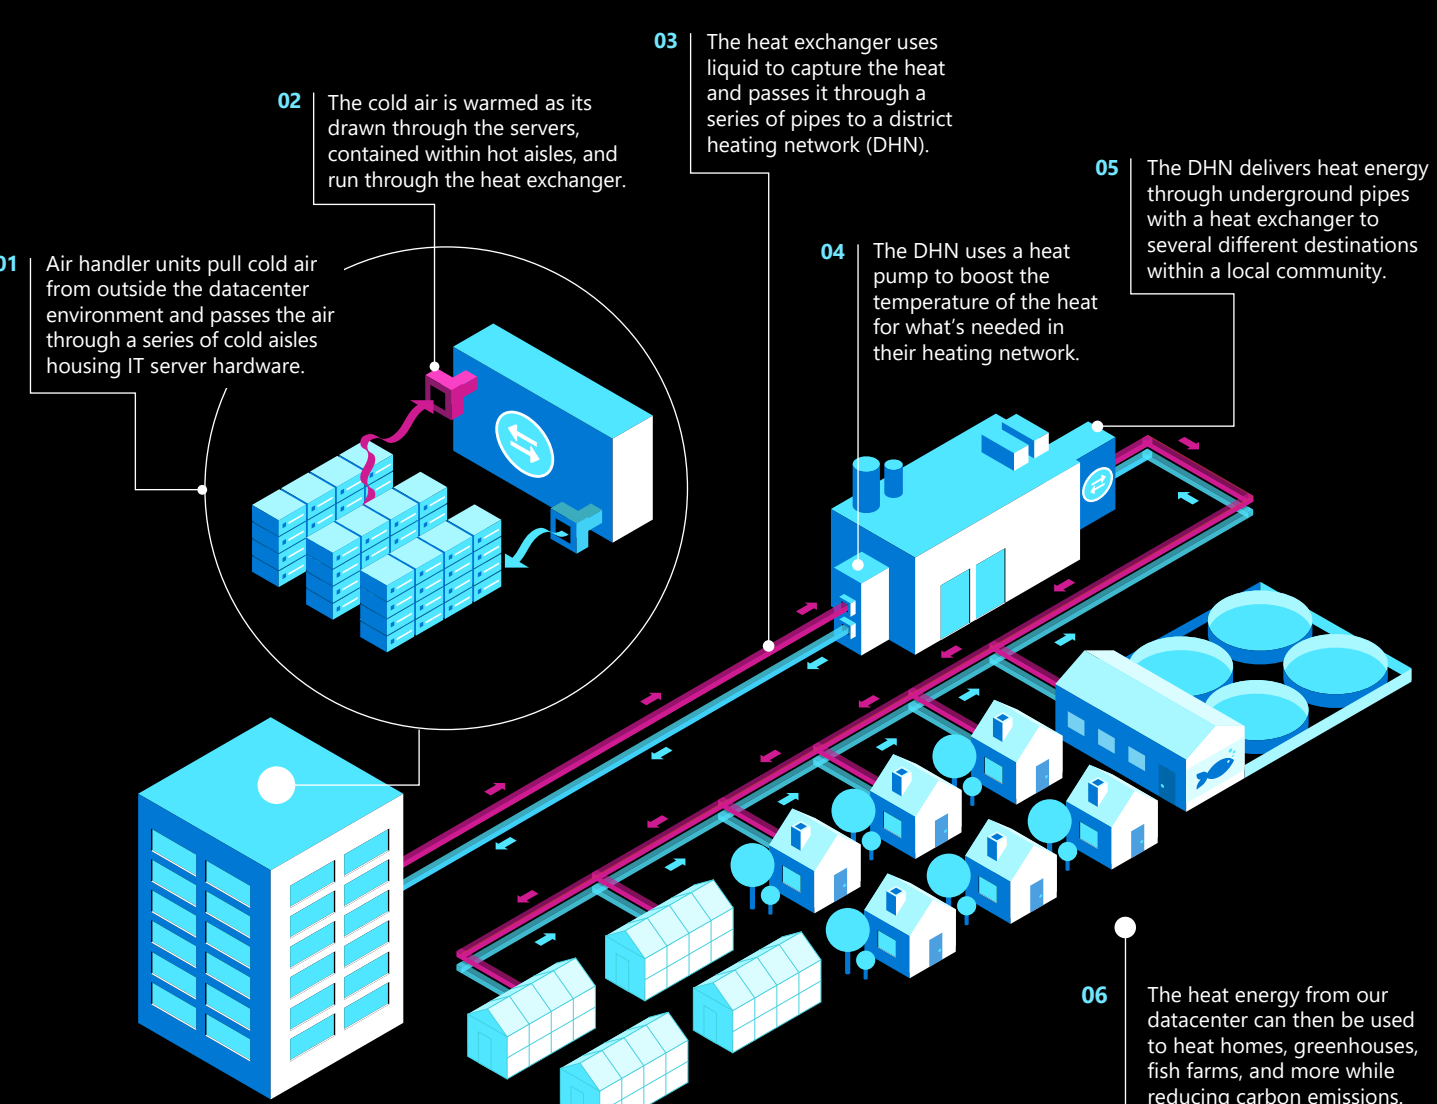 01
Air handler units pull cold air
from outside the datacenter
environment and passes the air
through a series of cold aisles
housing IT server hardware.
02
The cold air is warmed as its
drawn through the servers,
contained within hot aisles, and
run through the heat exchanger.
03
The heat exchanger uses
liquid to capture the heat
and passes it through a
series of pipes to a district
heating network (DHN).
04
The DHN uses a heat
pump to boost the
temperature of the heat
for what's needed in
their heating network.
05
The DHN delivers heat energy
through underground pipes
with a heat exchanger to
several different destinations
within a local community.
06
The heat energy from our
datacenter can then be used
to heat homes, greenhouses,
fish farms, and more while
reducing carbon emissions.